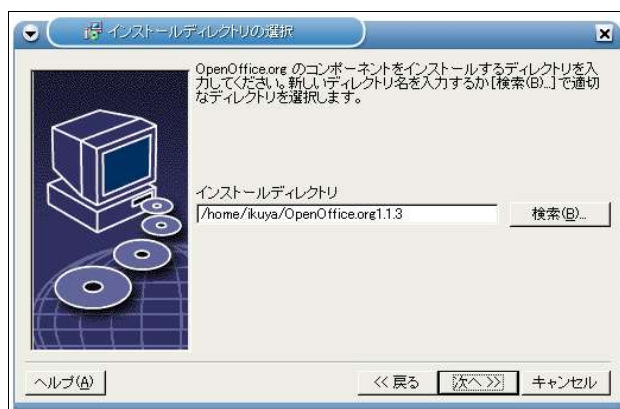 インストールディレクトリの選択
OpenOffice.org のコンポーネントをインストールするディレクトリを入
力してください。新しいディレクトリ名を入力するか[検索(B)...]で適切
なディレクトリを選択します。
インストールディレクトリ
/home/ikuya/OpenOffice.org1.1.3
検索(B)...
ヘルプ(A)
<< 戻る
次へ >>
キャンセル